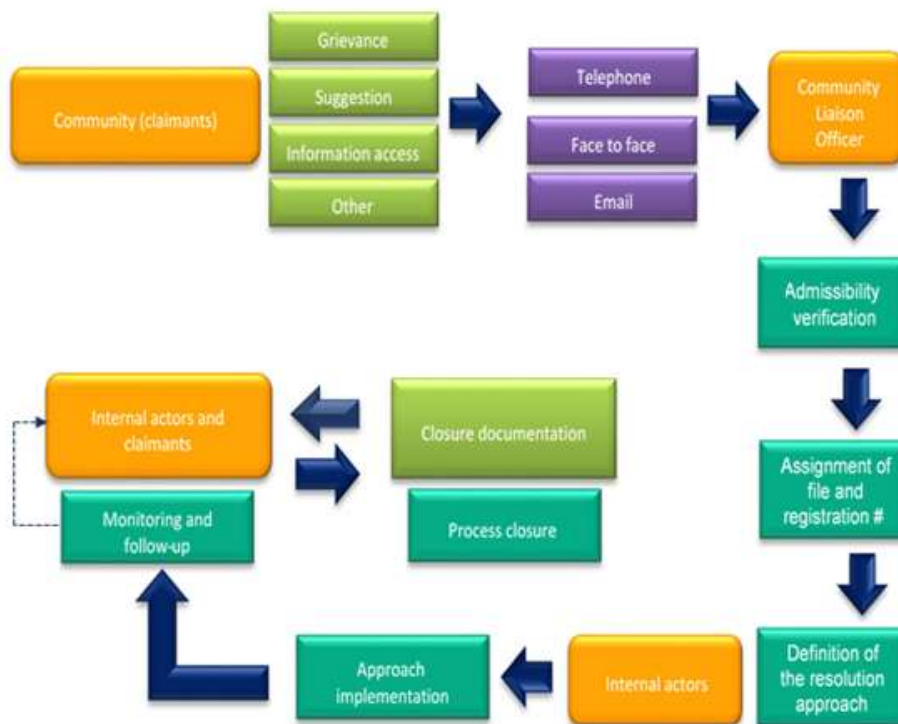 Grievance
Community (claimants)
Suggestion
Information access
Other
Telephone
Face to face
Email
Community
Liaison
Officer
Admissibility
verification
Assignment of
file and
registration #
Definition of
the resolution
approach
Internal actors
Approach
implementation
Monitoring and
follow-up
Internal actors and
claimants
Closure documentation
Process closure